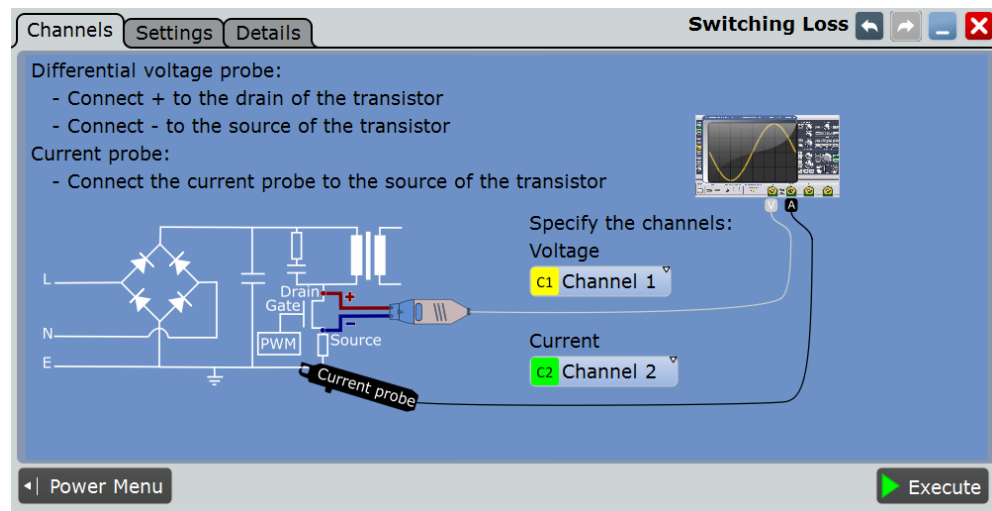 Channels Settings Details Switching Loss
Differential voltage probe:
- Connect + to the drain of the transistor
- Connect - to the source of the transistor
Current probe:
- Connect the current probe to the source of the transistor
V A
Specify the channels:
Voltage
C1 Channel 1
L
Drain +
Gate
N
PWM - Source
E
Current probe
Current
C2 Channel 2
Power Menu
Execute